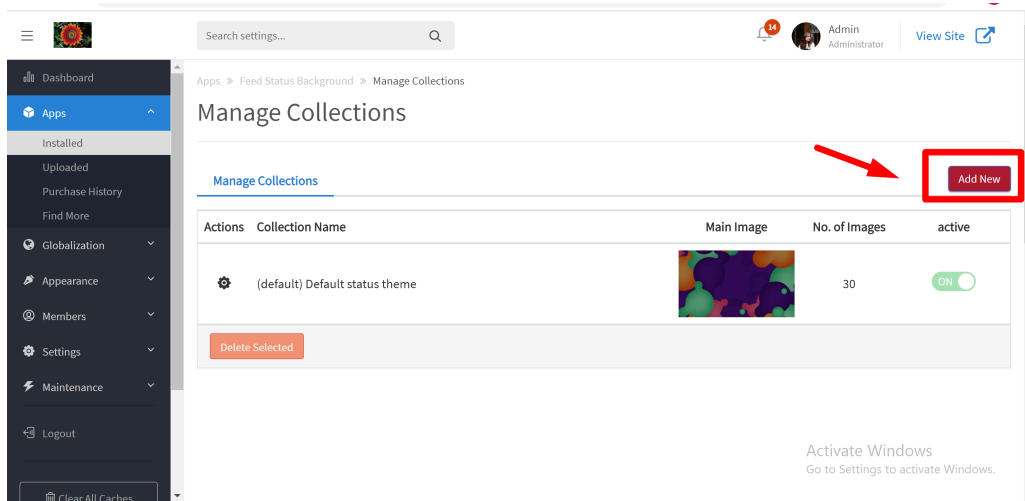 Search settings...
14
Admin
Administrator
View Site
Dashboard
Apps
Installed
Uploaded
Purchase History
Find More
Globalization
Appearance
Members
Settings
Maintenance
Logout
Clear All Caches
Apps » Feed Status Background » Manage Collections
Manage Collections
Manage Collections
Add New
Actions Collection Name Main Image No. of Images active
(default) Default status theme 30 ON
Delete Selected
Activate Windows
Go to Settings to activate Windows.